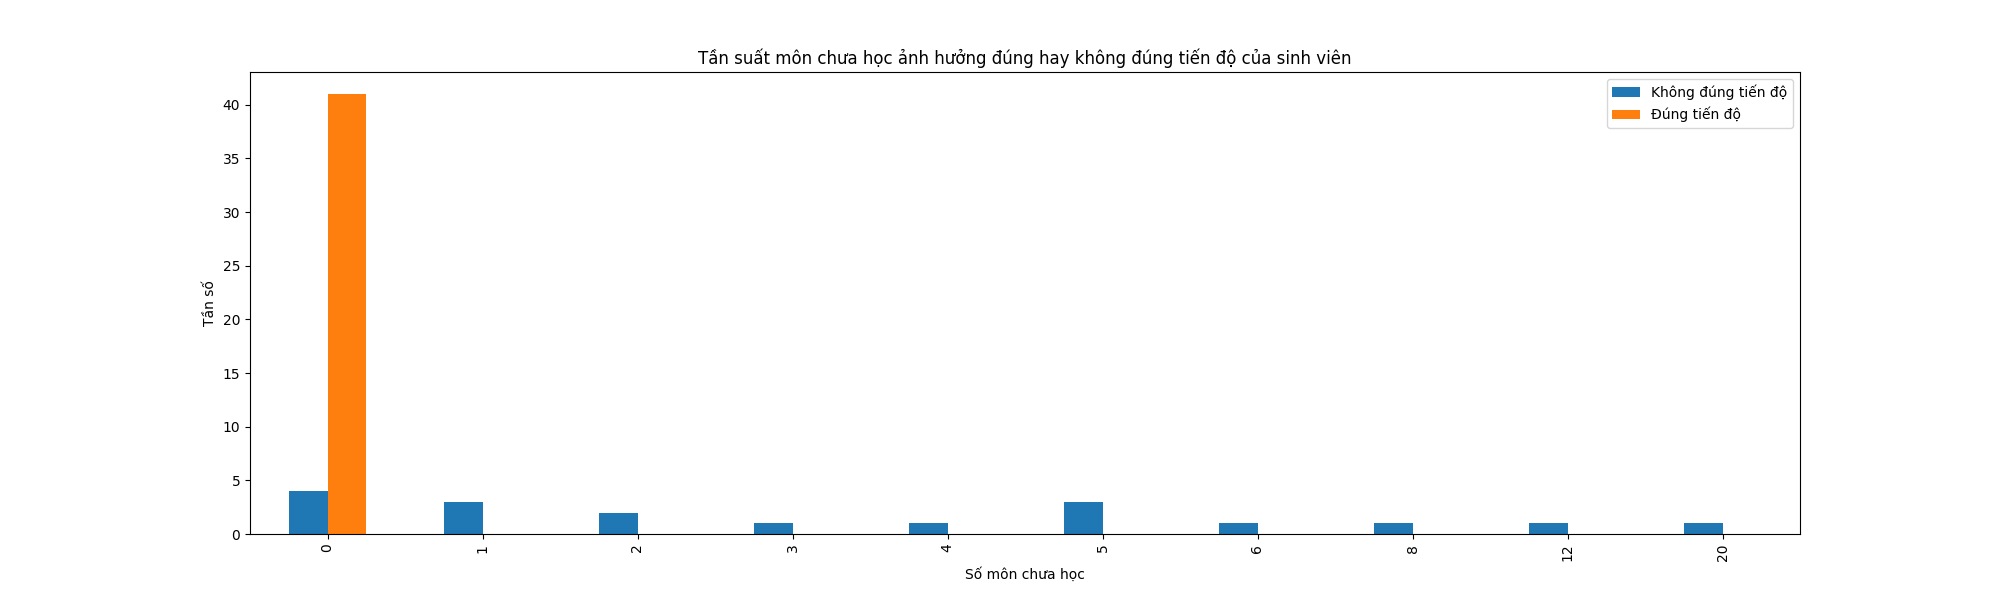 Tần suất môn chưa học ảnh hưởng đúng hay không đúng tiến độ của sinh viên
Không đúng tiến độ
Đúng tiến độ
Tần số
40
35
30
25
20
15
10
5
0
0 1 2 3 4 5 6 8 12 20
Số môn chưa học